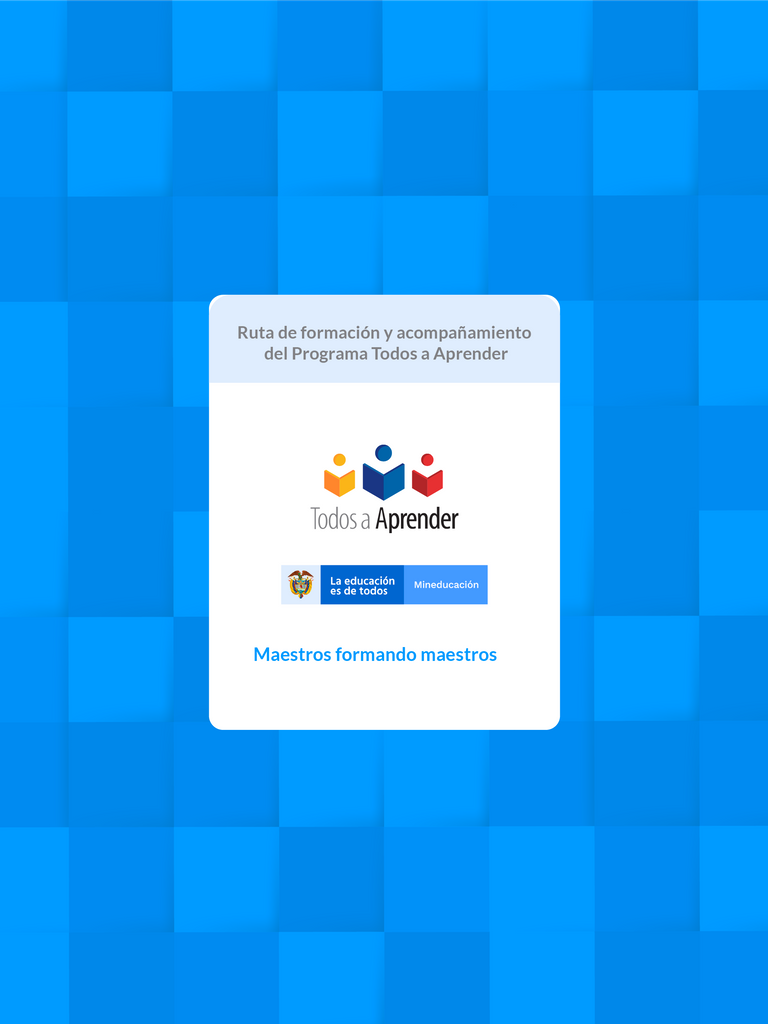 Ruta de formación y acompañamiento
del Programa Todos a Aprender
Todos a Aprender
La educación
es de todos
Mineducación
Maestros formando maestros